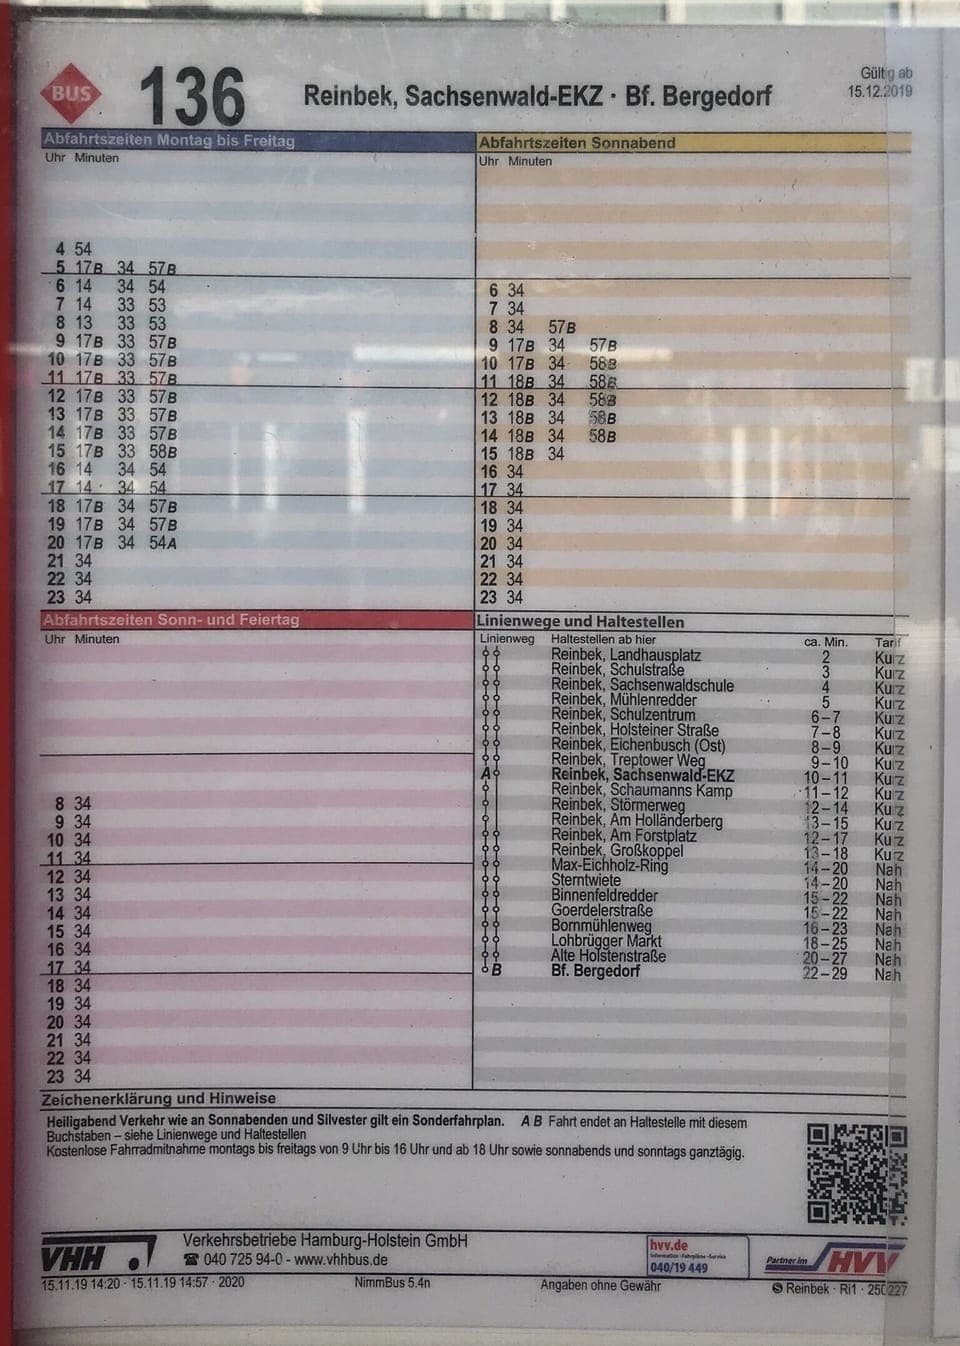 BUS 136 Reinbek, Sachsenwald-EKZ · Bf. Bergedorf Gültig ab
15.12.2019
Abfahrtszeiten Montag bis Freitag
Uhr Minuten
4 54
5 17B 34 57B
6 14 34 54
7 14 33 53
8 13 33 53
9 17B 33 57B
10 17B 33 57B
11 17B 33 57B
12 17B 33 57B
13 17B 33 57B
14 17B 33 57B
15 17B 33 58B
16 14 34 54
17 14 34 54
18 17B 34 57B
19 17B 34 57B
20 17B 34 54A
21 34
22 34
23 34
Abfahrtszeiten Sonnabend
Uhr Minuten
6 34
7 34
8 34 57B
9 17B 34 57B
10 17B 34 58B
11 18B 34 58B
12 18B 34 58B
13 18B 34 58B
14 18B 34 58B
15 18B 34
16 34
17 34
18 34
19 34
20 34
21 34
22 34
23 34
Abfahrtszeiten Sonn- und Feiertag
Uhr Minuten
8 34
9 34
10 34
11 34
12 34
13 34
14 34
15 34
16 34
17 34
18 34
19 34
20 34
21 34
22 34
23 34
Linienwege und Haltestellen
Linienweg Haltestellen ab hier ca. Min. Tarif
Reinbek, Landhausplatz 2 Kurz
Reinbek, Schulstraße 3 Kurz
Reinbek, Sachsenwaldschule 4 Kurz
Reinbek, Mühlenredder 5 Kurz
Reinbek, Schulzentrum 6–7 Kurz
Reinbek, Holsteiner Straße 7–8 Kurz
Reinbek, Eichenbusch (Ost) 8–9 Kurz
Reinbek, Treptower Weg 9–10 Kurz
A Reinbek, Sachsenwald-EKZ 10–11 Kurz
Reinbek, Schaumanns Kamp 11–12 Kurz
Reinbek, Störmerweg 12–14 Kurz
Reinbek, Am Holländerberg 13–15 Kurz
Reinbek, Am Forstplatz 12–17 Kurz
Reinbek, Großkoppel 13–18 Kurz
Max-Eichholz-Ring 14–20 Nah
Sterntwiete 14–20 Nah
Binnenfeldredder 15–22 Nah
Goerdelerstraße 15–22 Nah
Bornmühlenweg 16–23 Nah
Lohbrügger Markt 18–25 Nah
Alte Holstenstraße 20–27 Nah
B Bf. Bergedorf 22–29 Nah
Zeichenerklärung und Hinweise
Heiligabend Verkehr wie an Sonnabenden und Silvester gilt ein Sonderfahrplan. A B Fahrt endet an Haltestelle mit diesem
Buchstaben – siehe Linienwege und Haltestellen
Kostenlose Fahrradmitnahme montags bis freitags von 9 Uhr bis 16 Uhr und ab 18 Uhr sowie sonnabends und sonntags ganztägig.
VHH. Verkehrsbetriebe Hamburg-Holstein GmbH
☎ 040 725 94-0 - www.vhhbus.de
hvv.de
Information · Fahrpläne · Service
040/19 449
Partner im HVV
15.11.19 14:20 · 15.11.19 14:57 · 2020 NimmBus 5.4n Angaben ohne Gewähr Ⓢ Reinbek · Ri1 · 250227